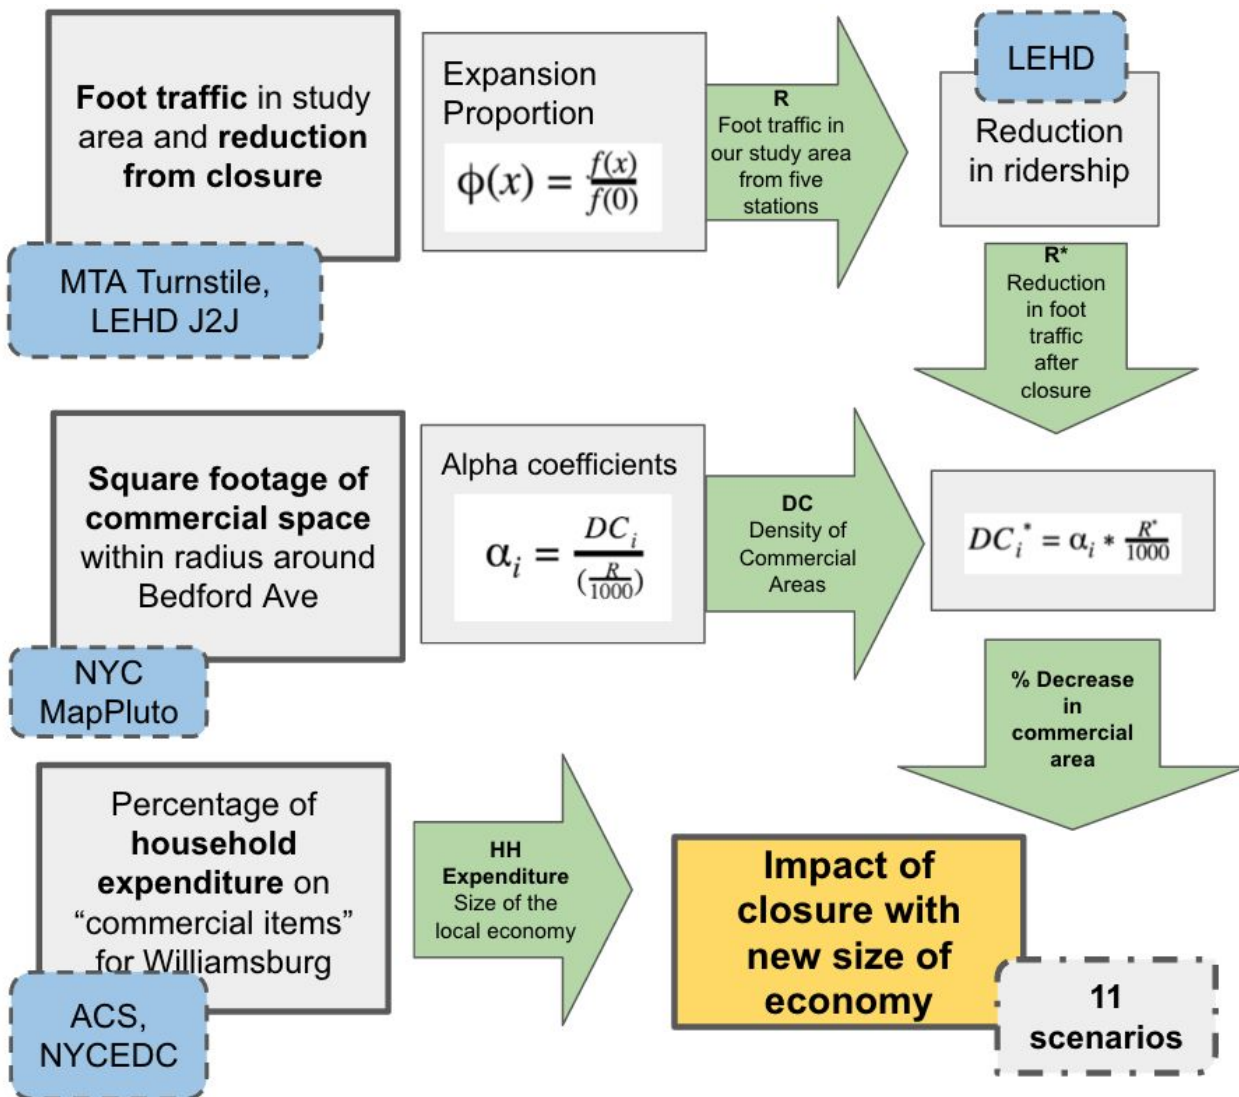 Foot traffic in study
area and reduction
from closure
MTA Turnstile,
LEHD J2J
Expansion
Proportion
ϕ(x) = f(x)/f(0)
R
Foot traffic in
our study area
from five
stations
LEHD
Reduction
in ridership
R*
Reduction
in foot
traffic
after
closure
Square footage of
commercial space
within radius around
Bedford Ave
NYC
MapPluto
Alpha coefficients
α_i = DC_i/(R/1000)
DC
Density of
Commercial
Areas
DC_i* = α_i * R*/1000
% Decrease
in
commercial
area
Percentage of
household
expenditure on
“commercial items”
for Williamsburg
ACS,
NYCEDC
HH
Expenditure
Size of the
local economy
Impact of
closure with
new size of
economy
11
scenarios